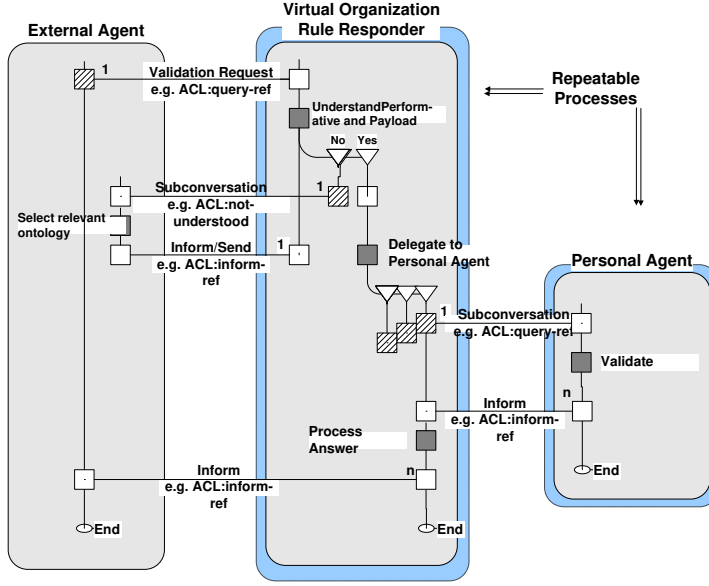 Virtual Organization
Rule Responder
External Agent
1
Validation Request
e.g. ACL:query-ref
Repeatable
Processes
UnderstandPerform-
ative and Payload
No
Yes
Subconversation
1
e.g. ACL:not-
understood
Select relevant
ontology
Inform/Send
1
e.g. ACL:inform-
ref
Delegate to
Personal Agent
Personal Agent
1
Subconversation
e.g. ACL:query-ref
Validate
n
Inform
e.g. ACL:inform-
ref
Process
Answer
Inform
n
e.g. ACL:inform-
ref
End
End
End